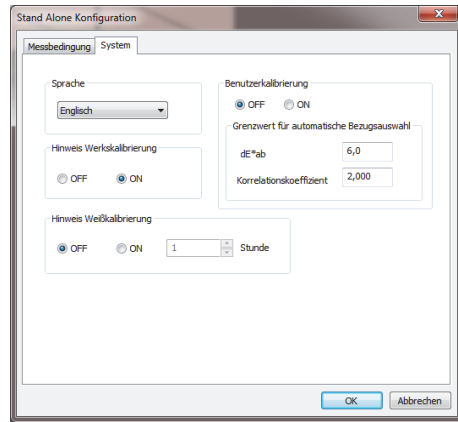 Stand Alone Konfiguration
Messbedingung System
Sprache
Englisch
Hinweis Werkskalibrierung
OFF ON
Hinweis Weißkalibrierung
OFF ON 1 Stunde
Benutzerkalibrierung
OFF ON
Grenzwert für automatische Bezugsauswahl
dE*ab 6,0
Korrelationskoeffizient 2,000
OK Abbrechen